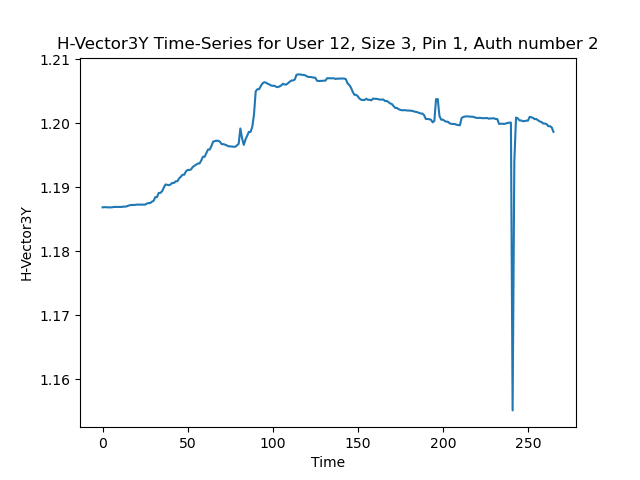 H-Vector3Y Time-Series for User 12, Size 3, Pin 1, Auth number 2
1.21
1.20
1.19
1.18
1.17
1.16
H-Vector3Y
0 50 100 150 200 250
Time